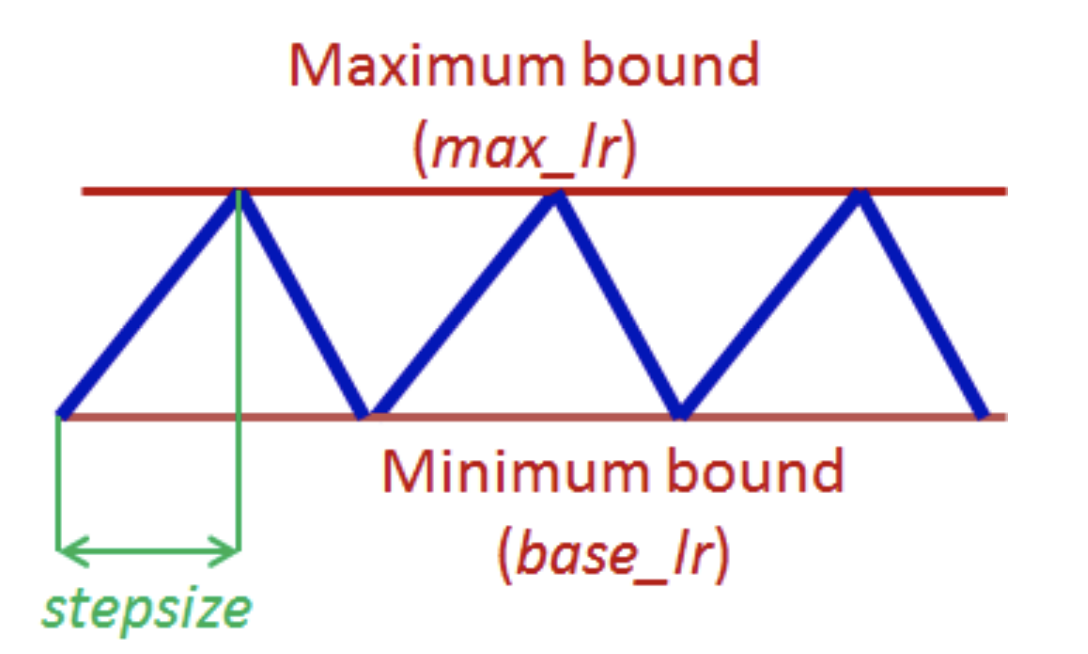 Maximum bound
(max_lr)
Minimum bound
(base_lr)
stepsize